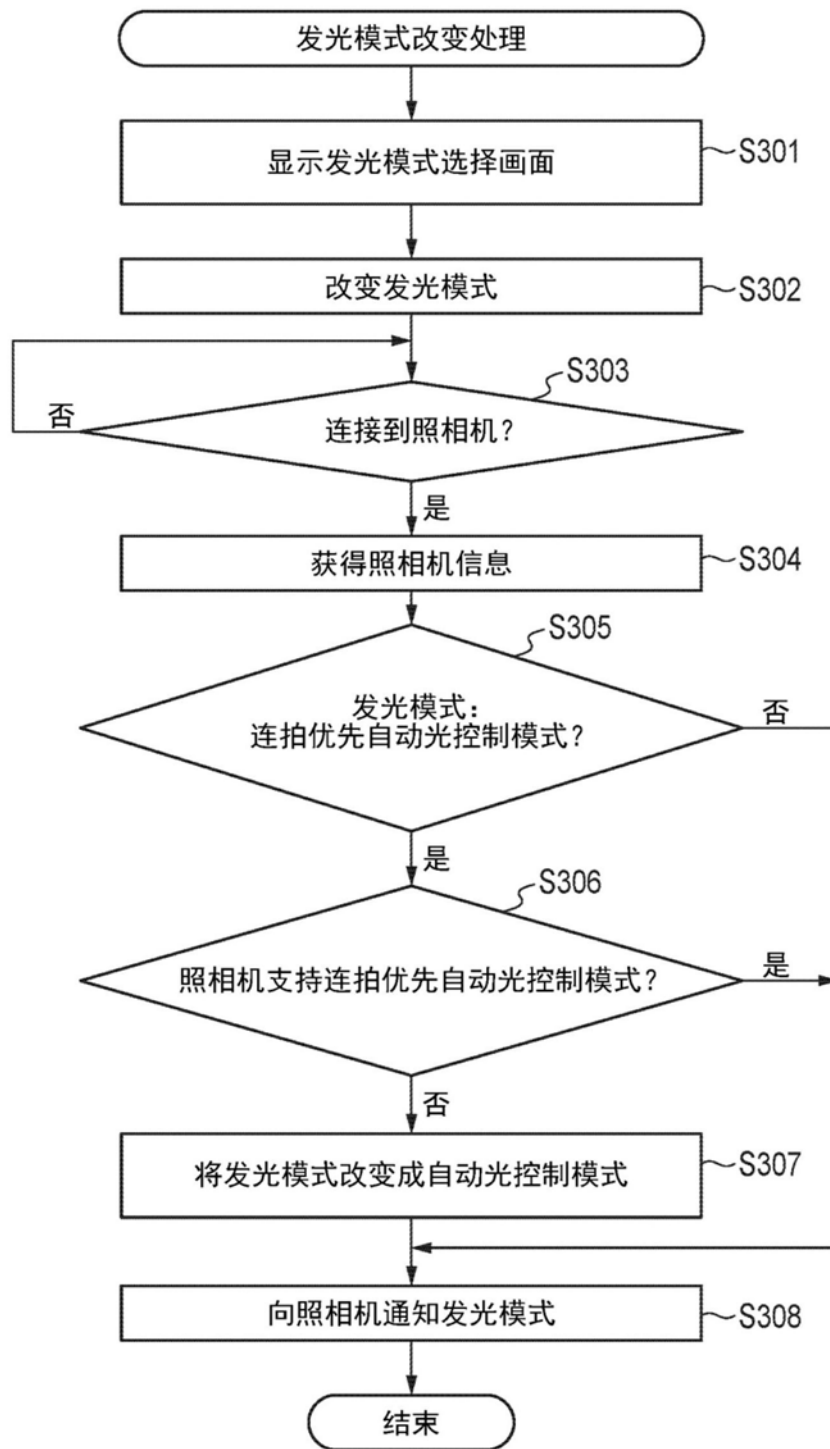 发光模式改变处理
显示发光模式选择画面
S301
改变发光模式
S302
S303
否
连接到照相机?
是
获得照相机信息
S304
S305
发光模式:
连拍优先自动光控制模式?
否
是
S306
照相机支持连拍优先自动光控制模式?
是
否
将发光模式改变成自动光控制模式
S307
向照相机通知发光模式
S308
结束